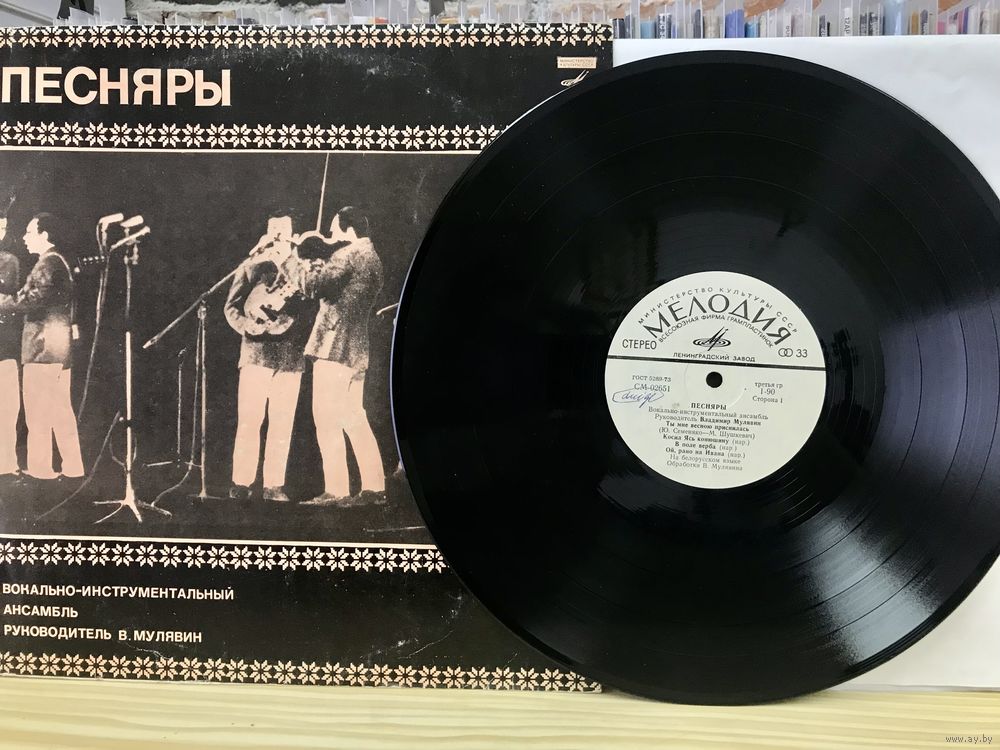 ПЕСНЯРЫ
МИНИСТЕРСТВО
КУЛЬТУРЫ СССР
ВОКАЛЬНО-ИНСТРУМЕНТАЛЬНЫЙ
АНСАМБЛЬ
РУКОВОДИТЕЛЬ В. МУЛЯВИН
МИНИСТЕРСТВО КУЛЬТУРЫ СССР
МЕЛОДИЯ
ВСЕСОЮЗНАЯ ФИРМА ГРАМПЛАСТИНОК
СТЕРЕО
33
ЛЕНИНГРАДСКИЙ ЗАВОД
ГОСТ 5289-73
СМ-02651
третья гр
1-90
Сторона 1
ПЕСНЯРЫ
Вокально-инструментальный ансамбль
Руководитель Владимир Мулявин
Ты мне весною приснилась
(Ю. Семеняко—М. Шушкевич)
Косил Ясь конюшину (нар.)
В поле верба (нар.)
Ой, рано на Ивана (нар.)
На белорусском языке
Обработки В. Мулявина
www.ay.by